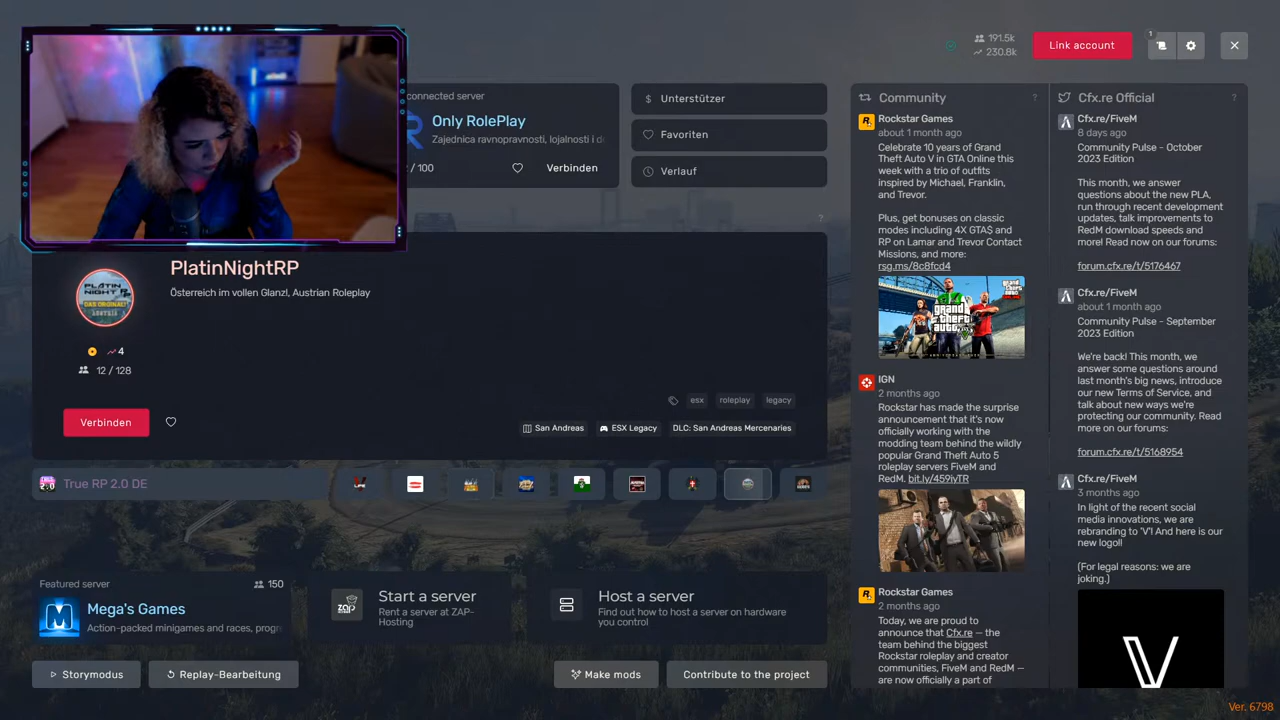 191.5k
230.8k
Link account
1
connected server
Only RolePlay
Zajednica ravnopravnosti, lojalnosti i d
/ 100
Verbinden
$ Unterstützer
Favoriten
Verlauf
?
PlatinNightRP
Österreich im vollen Glanz!, Austrian Roleplay
PLATIN
NIGHT RP
DAS ORIGINAL!
4
12 / 128
Verbinden
esx
roleplay
legacy
San Andreas
ESX Legacy
DLC: San Andreas Mercenaries
True RP 2.0 DE
Featured server
150
Mega's Games
Action-packed minigames and races, progr
ZAP
Start a server
Rent a server at ZAP-
Hosting
Host a server
Find out how to host a server on hardware
you control
Storymodus
Replay-Bearbeitung
Make mods
Contribute to the project
Community
?
Rockstar Games
about 1 month ago
Celebrate 10 years of Grand
Theft Auto V in GTA Online this
week with a trio of outfits
inspired by Michael, Franklin,
and Trevor.
Plus, get bonuses on classic
modes including 4X GTA$ and
RP on Lamar and Trevor Contact
Missions, and more:
rsg.ms/8c8fcd4
grand
theft
auto
IGN
2 months ago
Rockstar has made the surprise
announcement that it's now
officially working with the
modding team behind the wildly
popular Grand Theft Auto 5
roleplay servers FiveM and
RedM. bit.ly/459iyTR
Rockstar Games
2 months ago
Today, we are proud to
announce that Cfx.re — the
team behind the biggest
Rockstar roleplay and creator
communities, FiveM and RedM —
are now officially a part of
Cfx.re Official
?
Cfx.re/FiveM
8 days ago
Community Pulse - October
2023 Edition
This month, we answer
questions about the new PLA,
run through recent development
updates, talk improvements to
RedM download speeds and
more! Read now on our forums:
forum.cfx.re/t/5176467
Cfx.re/FiveM
about 1 month ago
Community Pulse - September
2023 Edition
We're back! This month, we
answer some questions around
last month's big news, introduce
our new Terms of Service, and
talk about new ways we're
protecting our community. Read
more on our forums:
forum.cfx.re/t/5168954
Cfx.re/FiveM
3 months ago
In light of the recent social
media innovations, we are
rebranding to 'V'! And here is our
new logo!!
(For legal reasons: we are
joking.)
V
Ver. 6798